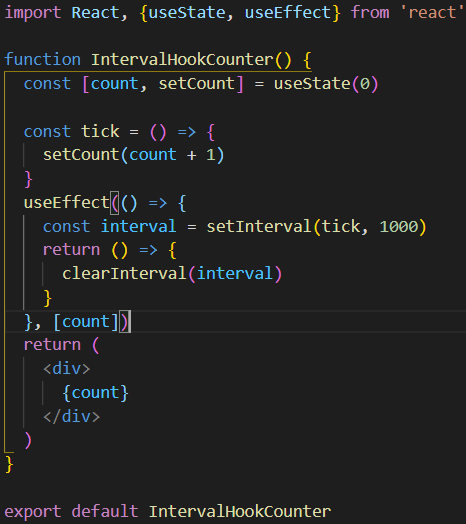 import React, {useState, useEffect} from 'react'
function IntervalHookCounter() {
const [count, setCount] = useState(0)
const tick = () => {
setCount(count + 1)
}
useEffect(() => {
const interval = setInterval(tick, 1000)
return () => {
clearInterval(interval)
}
}, [count])
return (
<div>
{count}
</div>
)
}
export default IntervalHookCounter